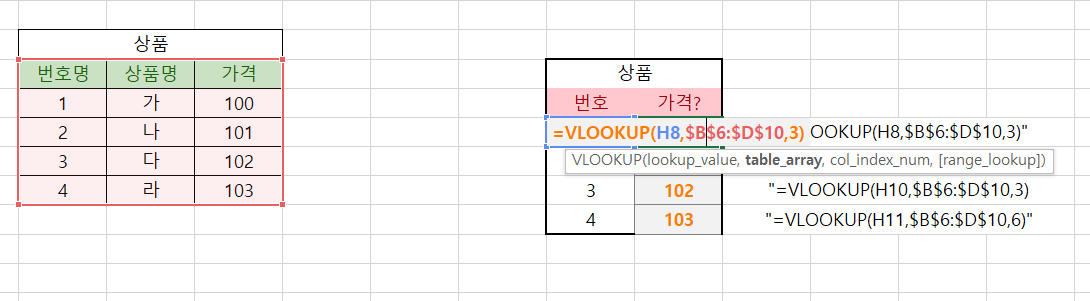 상품
번호명 상품명 가격
1 가 100
2 나 101
3 다 102
4 라 103
상품
번호 가격?
=VLOOKUP(H8,$B$6:$D$10,3) OOKUP(H8,$B$6:$D$10,3)"
VLOOKUP(lookup_value, table_array, col_index_num, [range_lookup])
3 102 "=VLOOKUP(H10,$B$6:$D$10,3)
4 103 "=VLOOKUP(H11,$B$6:$D$10,6)"